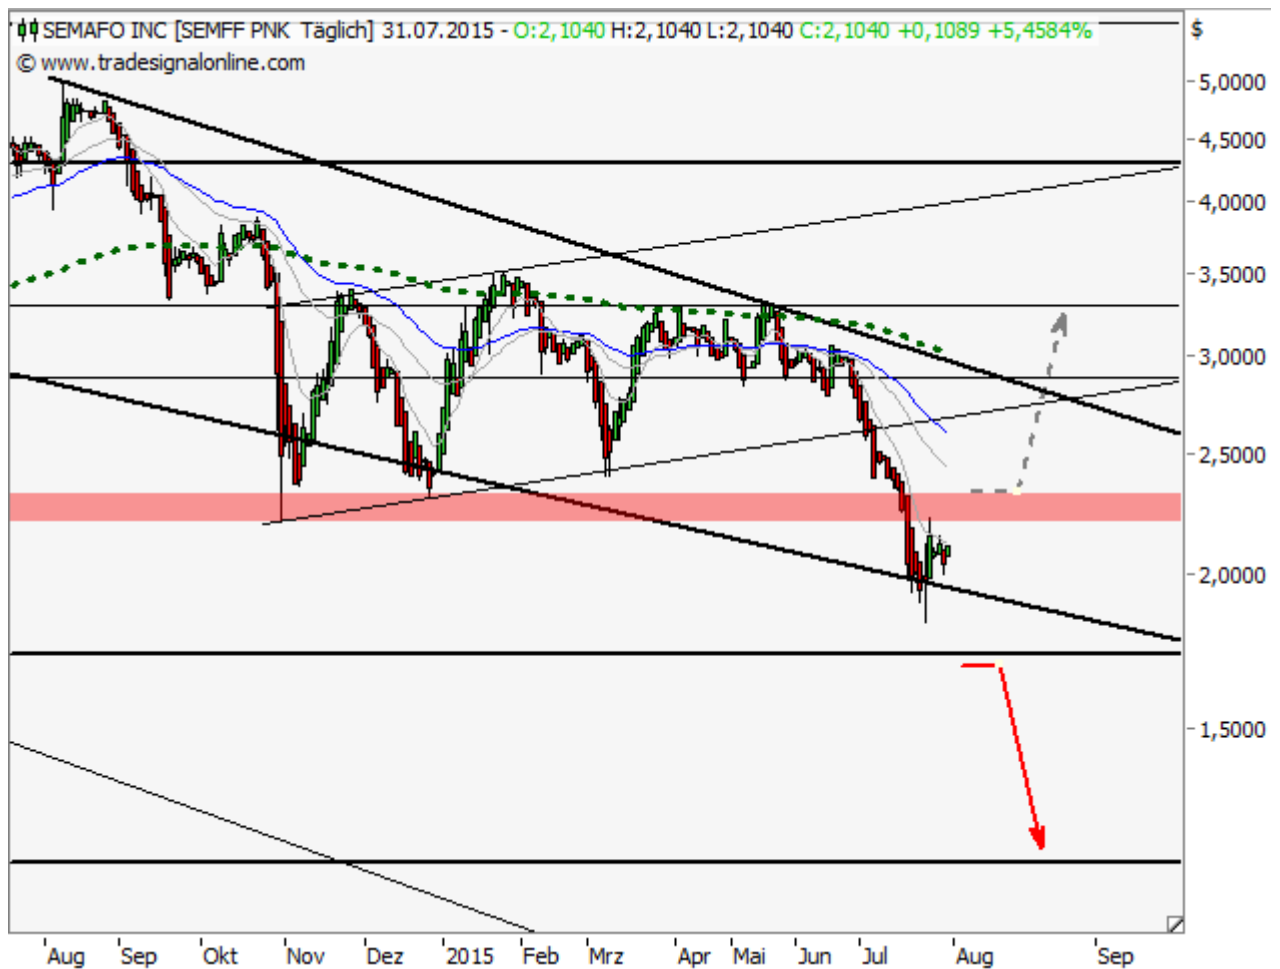 SEMAFO INC [SEMFF PNK Täglich] 31.07.2015 - O:2,1040 H:2,1040 L:2,1040 C:2,1040 +0,1089 +5,4584% $
© www.tradesignalonline.com
5,0000
4,5000
4,0000
3,5000
3,0000
2,5000
2,0000
1,5000
Aug Sep Okt Nov Dez 2015 Feb Mrz Apr Mai Jun Jul Aug Sep